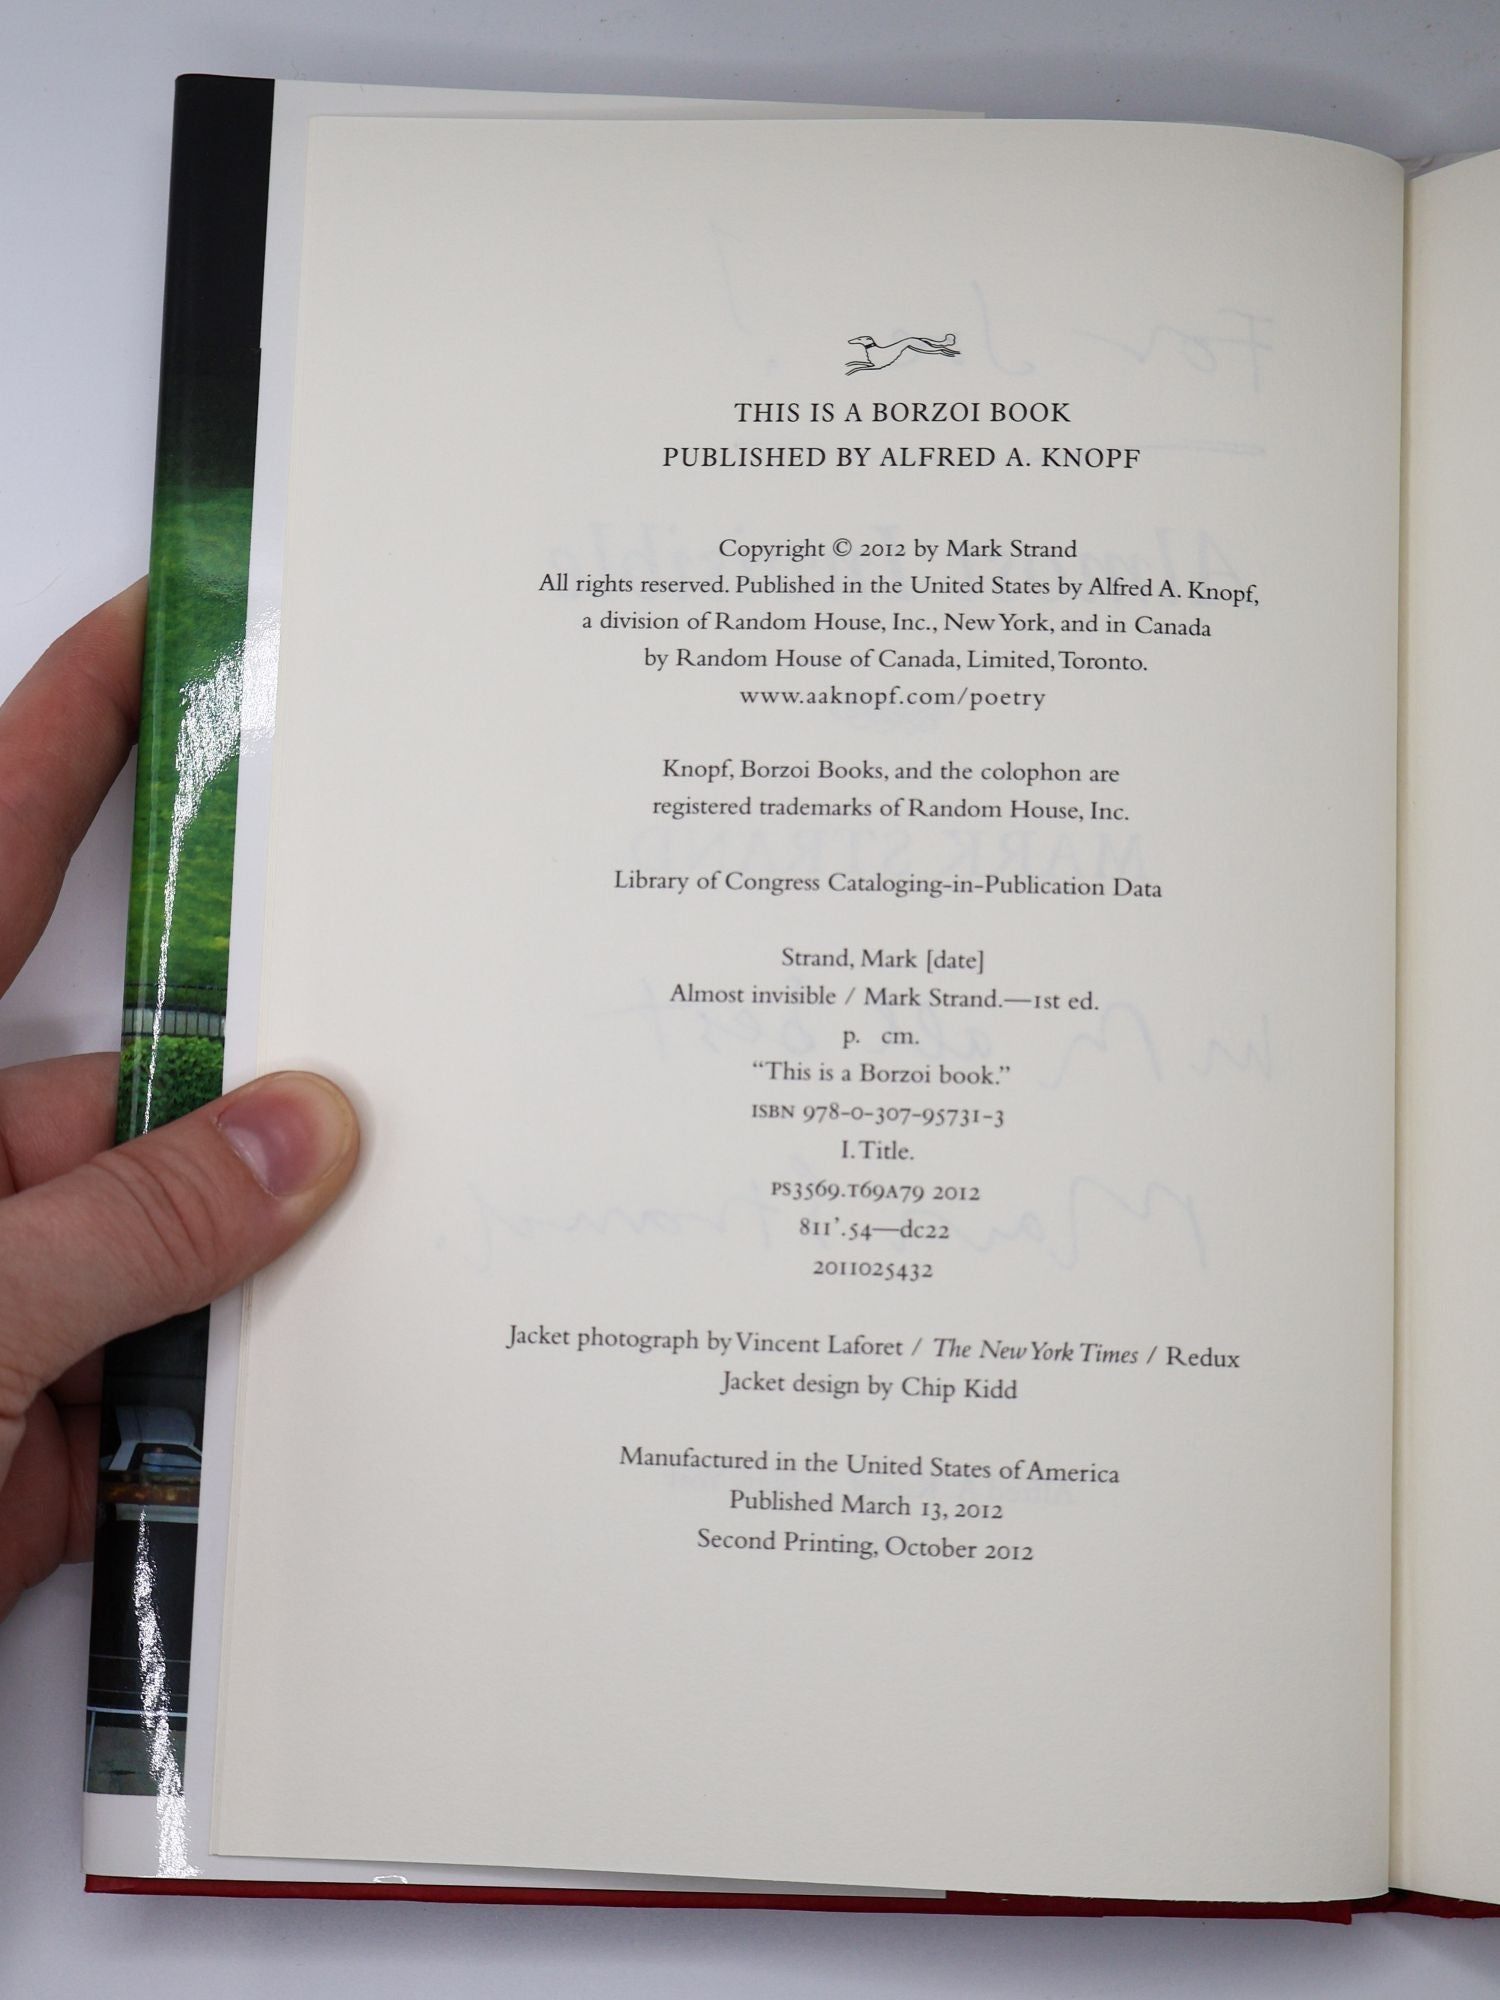 THIS IS A BORZOI BOOK
PUBLISHED BY ALFRED A. KNOPF
Copyright © 2012 by Mark Strand
All rights reserved. Published in the United States by Alfred A. Knopf,
a division of Random House, Inc., New York, and in Canada
by Random House of Canada, Limited, Toronto.
www.aaknopf.com/poetry
Knopf, Borzoi Books, and the colophon are
registered trademarks of Random House, Inc.
Library of Congress Cataloging-in-Publication Data
Strand, Mark [date]
Almost invisible / Mark Strand.—1st ed.
p. cm.
“This is a Borzoi book.”
ISBN 978-0-307-95731-3
I. Title.
PS3569.T69A79 2012
811'.54—dc22
2011025432
Jacket photograph by Vincent Laforet / The New York Times / Redux
Jacket design by Chip Kidd
Manufactured in the United States of America
Published March 13, 2012
Second Printing, October 2012